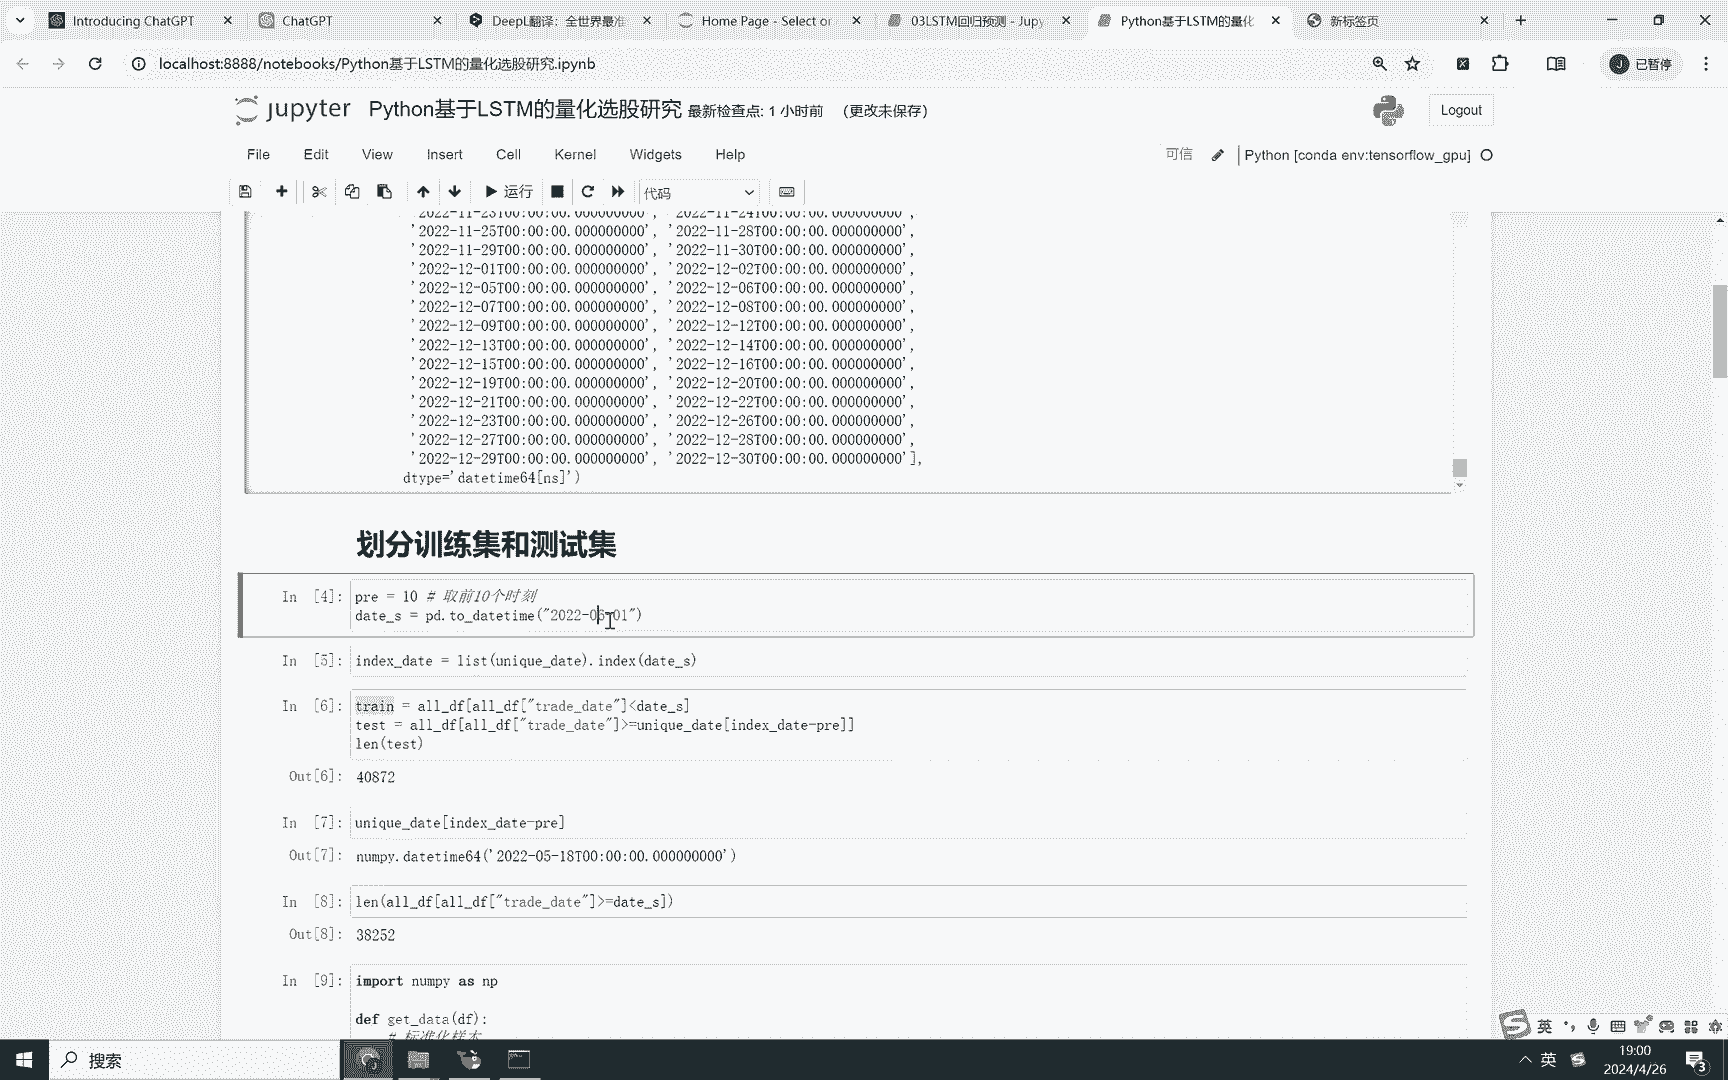 Introducing ChatGPT
ChatGPT
DeepL翻译：全世界最准
Home Page - Select or
03LSTM回归预测 - Jupy
Python基于LSTM的量化
新标签页
localhost:8888/notebooks/Python基于LSTM的量化选股研究.ipynb
J 已暂停
jupyter Python基于LSTM的量化选股研究 最新检查点: 1 小时前 （更改未保存）
Logout
File Edit View Insert Cell Kernel Widgets Help
可信 Python [conda env:tensorflow_gpu]
运行 代码
'2022-11-23T00:00:00.000000000', '2022-11-24T00:00:00.000000000',
'2022-11-25T00:00:00.000000000', '2022-11-28T00:00:00.000000000',
'2022-11-29T00:00:00.000000000', '2022-11-30T00:00:00.000000000',
'2022-12-01T00:00:00.000000000', '2022-12-02T00:00:00.000000000',
'2022-12-05T00:00:00.000000000', '2022-12-06T00:00:00.000000000',
'2022-12-07T00:00:00.000000000', '2022-12-08T00:00:00.000000000',
'2022-12-09T00:00:00.000000000', '2022-12-12T00:00:00.000000000',
'2022-12-13T00:00:00.000000000', '2022-12-14T00:00:00.000000000',
'2022-12-15T00:00:00.000000000', '2022-12-16T00:00:00.000000000',
'2022-12-19T00:00:00.000000000', '2022-12-20T00:00:00.000000000',
'2022-12-21T00:00:00.000000000', '2022-12-22T00:00:00.000000000',
'2022-12-23T00:00:00.000000000', '2022-12-26T00:00:00.000000000',
'2022-12-27T00:00:00.000000000', '2022-12-28T00:00:00.000000000',
'2022-12-29T00:00:00.000000000', '2022-12-30T00:00:00.000000000'],
dtype='datetime64[ns]')
划分训练集和测试集
In [4]: pre = 10 # 取前10个时刻
date_s = pd.to_datetime("2022-06-01")
In [5]: index_date = list(unique_date).index(date_s)
In [6]: train = all_df[all_df["trade_date"]<date_s]
test = all_df[all_df["trade_date"]>=unique_date[index_date-pre]]
len(test)
Out[6]: 40872
In [7]: unique_date[index_date-pre]
Out[7]: numpy.datetime64('2022-05-18T00:00:00.000000000')
In [8]: len(all_df[all_df["trade_date"]>=date_s])
Out[8]: 38252
In [9]: import numpy as np
def get_data(df):
# 标准化样本
英
搜索
英
19:00
2024/4/26
3